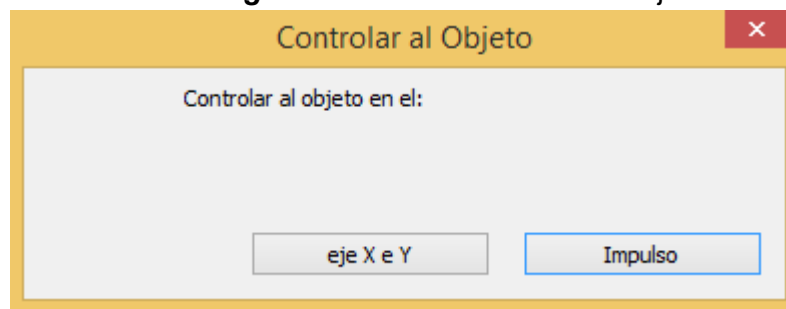 Controlar al Objeto
Controlar al objeto en el:
eje X e Y
Impulso